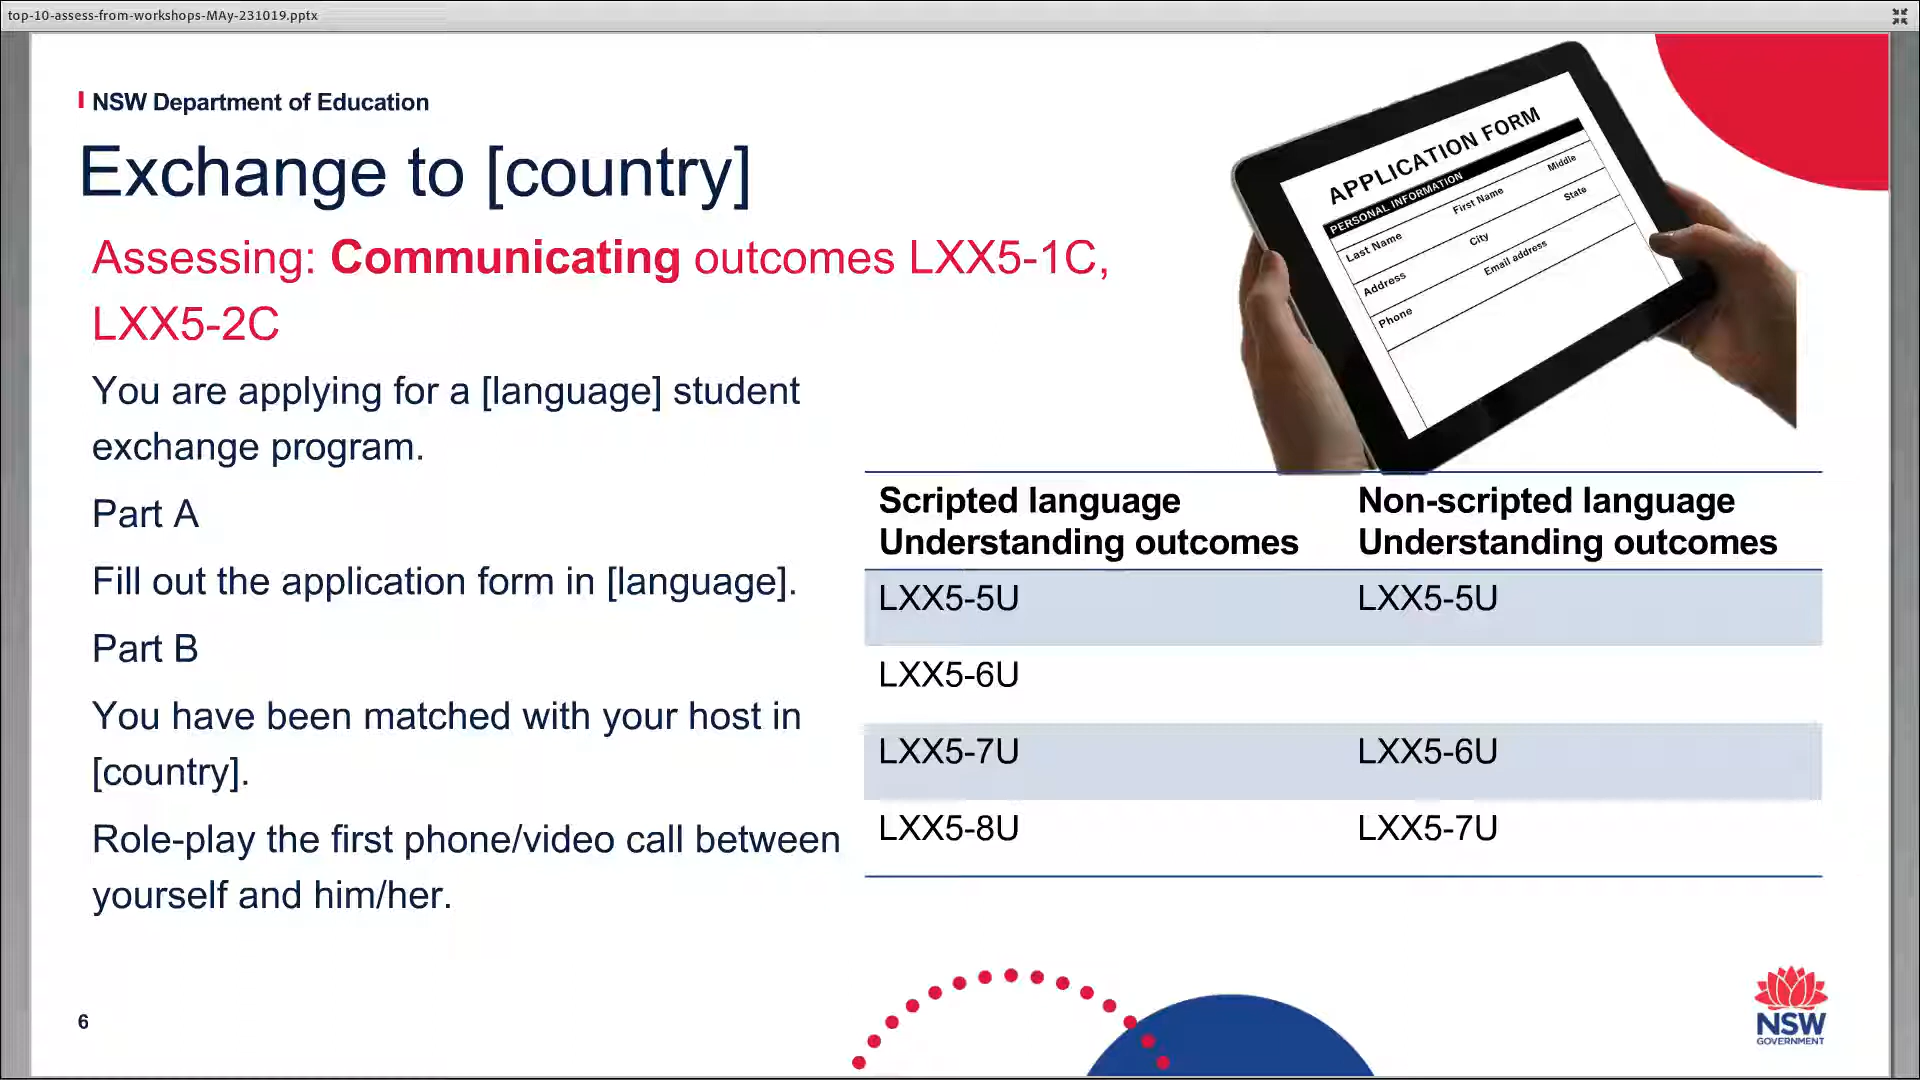 top-10-assess-from-workshops-MAy-231019.pptx
NSW Department of Education
Exchange to [country]
Assessing: Communicating outcomes LXX5-1C,
LXX5-2C
You are applying for a [language] student
exchange program.
Part A
Fill out the application form in [language].
Part B
You have been matched with your host in
[country].
Role-play the first phone/video call between
yourself and him/her.
APPLICATION FORM
PERSONAL INFORMATION
Last Name First Name Middle
Address City State
Phone Email address
Scripted language Non-scripted language
Understanding outcomes Understanding outcomes
LXX5-5U LXX5-5U
LXX5-6U
LXX5-7U LXX5-6U
LXX5-8U LXX5-7U
6
NSW
GOVERNMENT